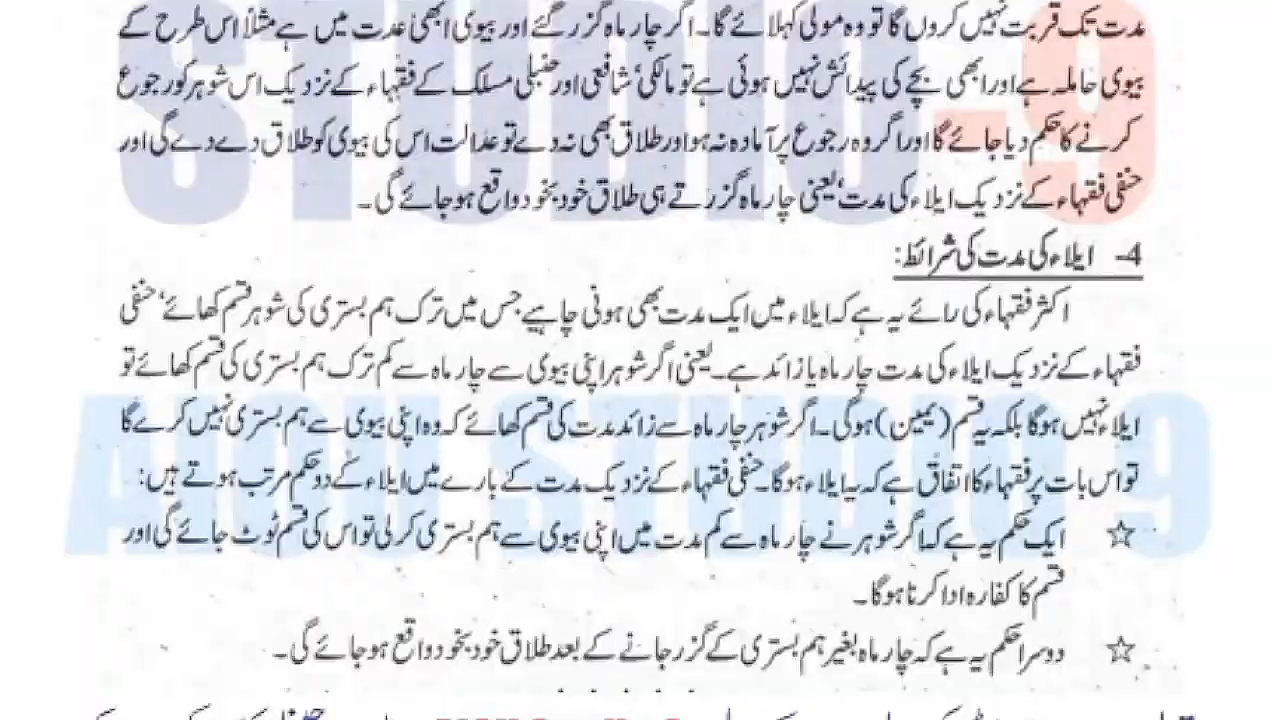 مدت تک قربت نہیں کروں گا تو وہ مولی کہلائے گا۔ اگر چار ماہ گزر گئے اور بیوی ابھی عدت میں ہے مثلاً اس طرح کے
بیوی حاملہ ہے اور ابھی بچے کی پیدائش نہیں ہوئی ہے تو مالکی، شافعی اور حنبلی مسلک کے فقہاء کے نزدیک اس شوہر کو رجوع
کرنے کا حکم دیا جائے گا اور اگر وہ رجوع پر آمادہ نہ ہو اور طلاق بھی نہ دے تو عدالت اس کی بیوی کو طلاق دے دے گی اور
حنفی فقہاء کے نزدیک ایلاء کی مدت، یعنی چار ماہ گزرتے ہی طلاق خود بخود واقع ہو جائے گی۔
4- ایلاء کی مدت کی شرائط:
اکثر فقہاء کی رائے یہ ہے کہ ایلاء میں ایک مدت بھی ہونی چاہیے جس میں ترک ہم بستری کی شوہر قسم کھائے، حنفی
فقہاء کے نزدیک ایلاء کی مدت چار ماہ یا زائد ہے۔ یعنی اگر شوہر اپنی بیوی سے چار ماہ سے کم ترک ہم بستری کی قسم کھائے تو
ایلاء نہیں ہوگا بلکہ یہ قسم (یمین) ہوگی۔ اگر شوہر چار ماہ سے زائد مدت کی قسم کھائے کہ وہ اپنی بیوی سے ہم بستری نہیں کرے گا
تو اس بات پر فقہاء کا اتفاق ہے کہ یہ ایلاء ہوگا۔ حنفی فقہاء کے نزدیک مدت کے بارے میں ایلاء کے دو حکم مرتب ہوتے ہیں:
☆ ایک حکم یہ ہے کہ اگر شوہر نے چار ماہ سے کم مدت میں اپنی بیوی سے ہم بستری کر لی تو اس کی قسم ٹوٹ جائے گی اور
قسم کا کفارہ ادا کرنا ہوگا۔
☆ دوسرا حکم یہ ہے کہ چار ماہ بغیر ہم بستری کے گزر جانے کے بعد طلاق خود بخود واقع ہو جائے گی۔
STUDIO-9
AIOU STUDIO 9